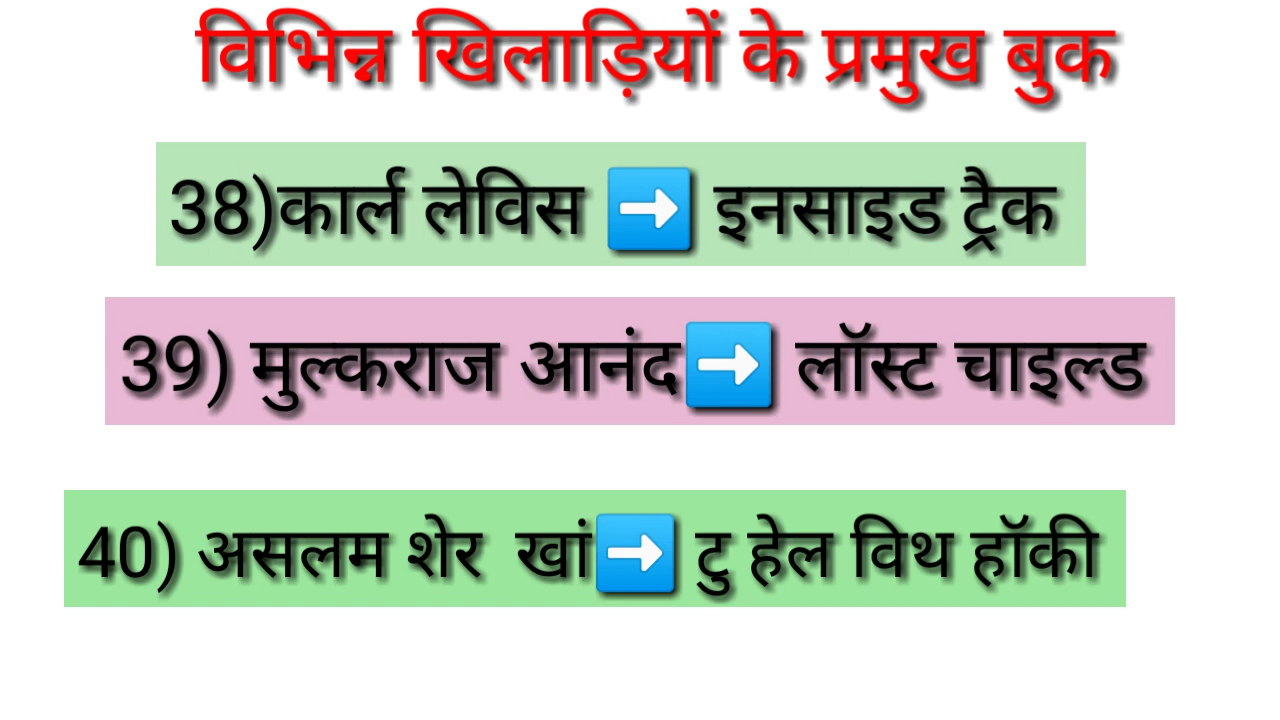 विभिन्न खिलाड़ियों के प्रमुख बुक
38)कार्ल लेविस ➡ इनसाइड ट्रैक
39) मुल्कराज आनंद➡ लॉस्ट चाइल्ड
40) असलम शेर खां➡ टु हेल विथ हॉकी